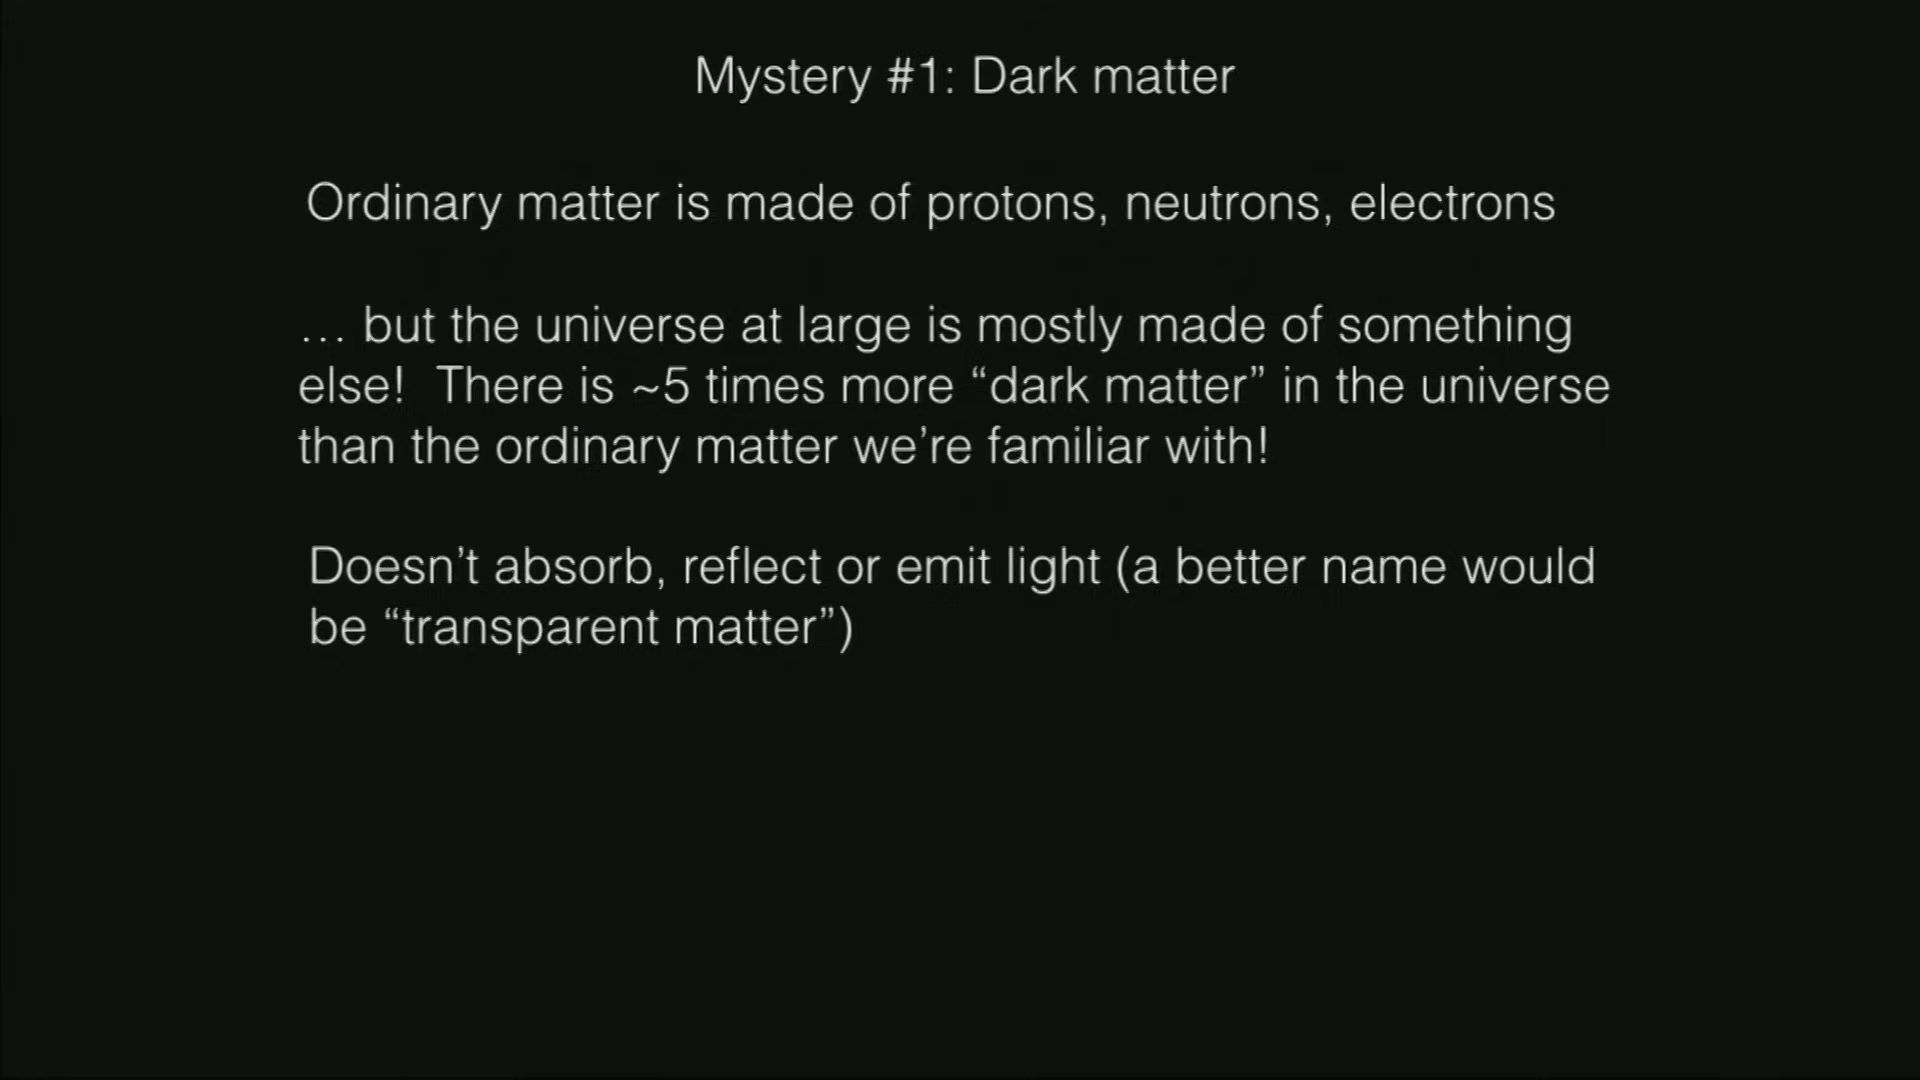 Mystery #1: Dark matter
Ordinary matter is made of protons, neutrons, electrons
… but the universe at large is mostly made of something
else!  There is ~5 times more “dark matter” in the universe
than the ordinary matter we’re familiar with!
Doesn’t absorb, reflect or emit light (a better name would
be “transparent matter”)